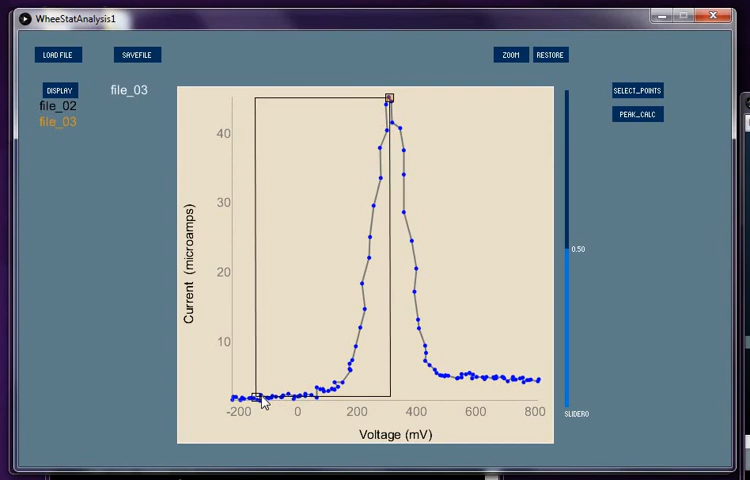 WheeStatAnalysis1
LOAD FILE
SAVEFILE
ZOOM
RESTORE
DISPLAY
file_03
SELECT_POINTS
file_02
file_03
PEAK_CALC
40
30
20
10
Current (microamps)
0.50
-200
0
200
400
600
800
SLIDER0
Voltage (mV)